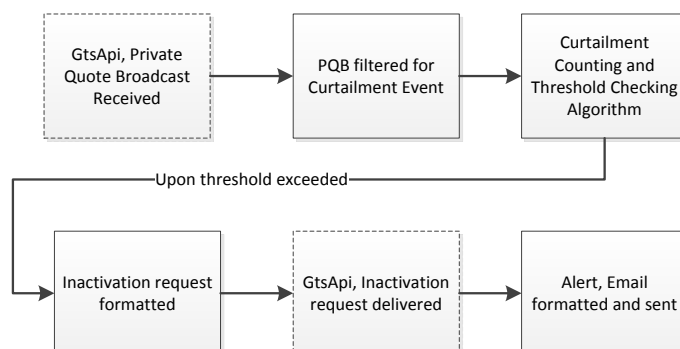 GtsApi, Private
Quote Broadcast
Received
PQB filtered for
Curtailment Event
Curtailment
Counting and
Threshold Checking
Algorithm
Upon threshold exceeded
Inactivation request
formatted
GtsApi, Inactivation
request delivered
Alert, Email
formatted and sent